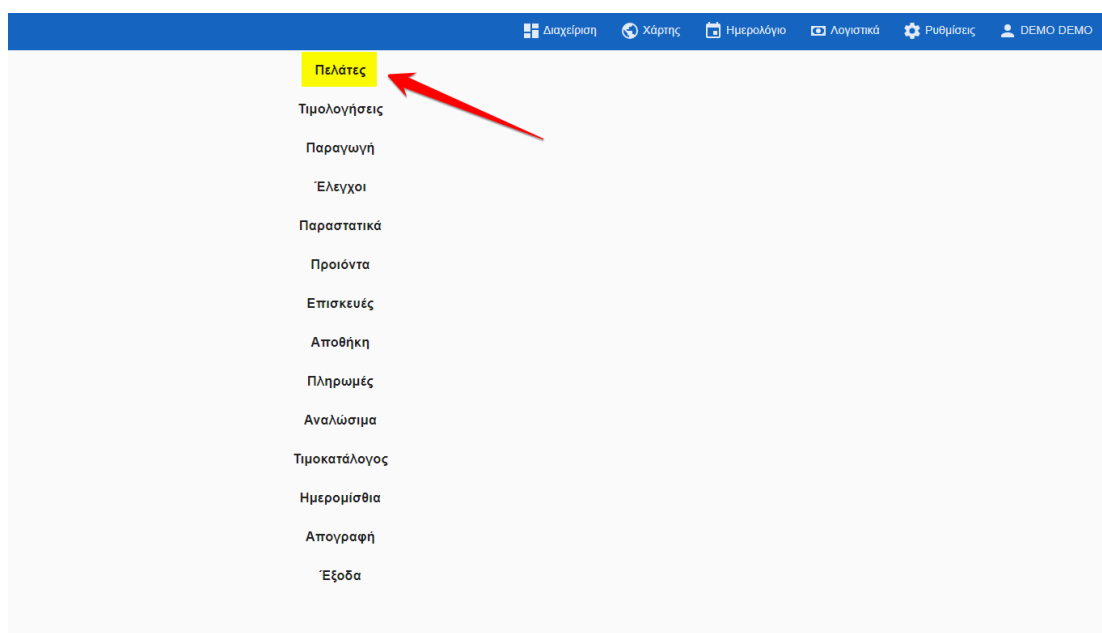 Διαχείριση Χάρτης Ημερολόγιο Λογιστικά Ρυθμίσεις DEMO DEMO
Πελάτες
Τιμολογήσεις
Παραγωγή
Έλεγχοι
Παραστατικά
Προιόντα
Επισκευές
Αποθήκη
Πληρωμές
Αναλώσιμα
Τιμοκατάλογος
Ημερομίσθια
Απογραφή
Έξοδα